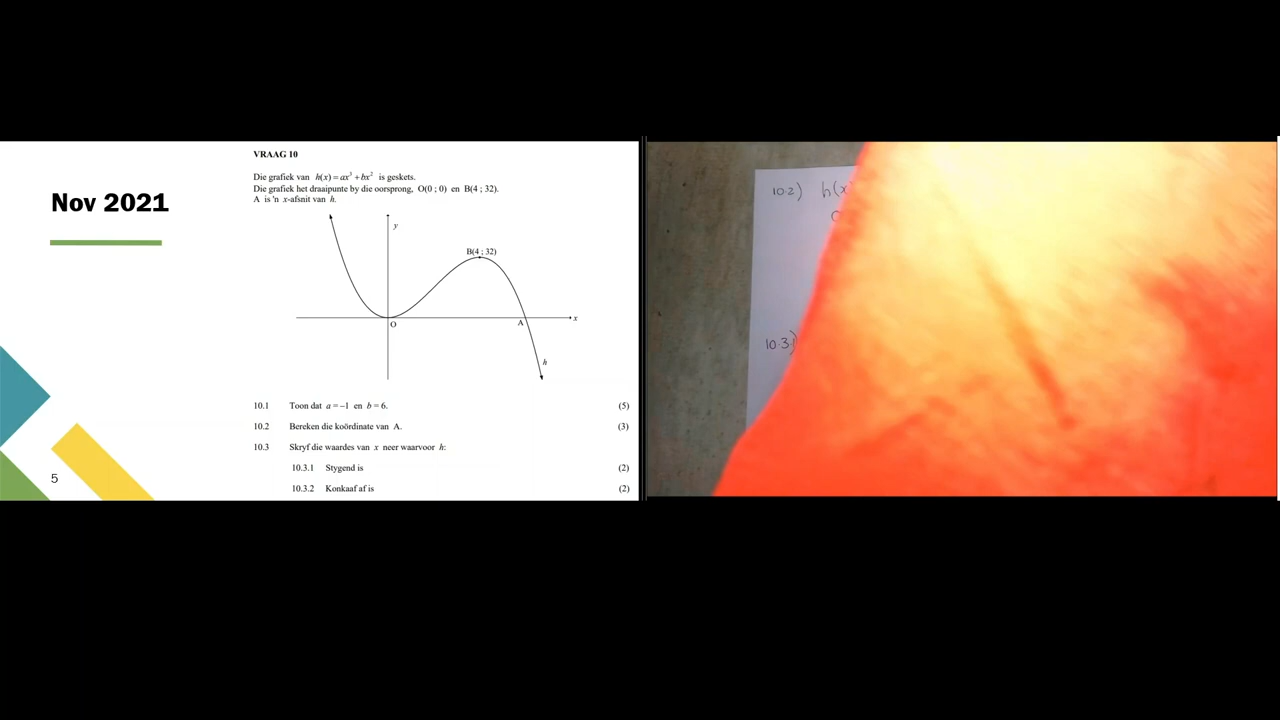 Nov 2021
5
VRAAG 10
Die grafiek van h(x) = ax³ + bx² is geskets.
Die grafiek het draaipunte by die oorsprong, O(0 ; 0) en B(4 ; 32).
A is 'n x-afsnit van h.
y
B(4 ; 32)
O
A
x
h
10.1 Toon dat a = –1 en b = 6. (5)
10.2 Bereken die koördinate van A. (3)
10.3 Skryf die waardes van x neer waarvoor h:
10.3.1 Stygend is (2)
10.3.2 Konkaaf af is (2)
10.2) h(x
10.3.